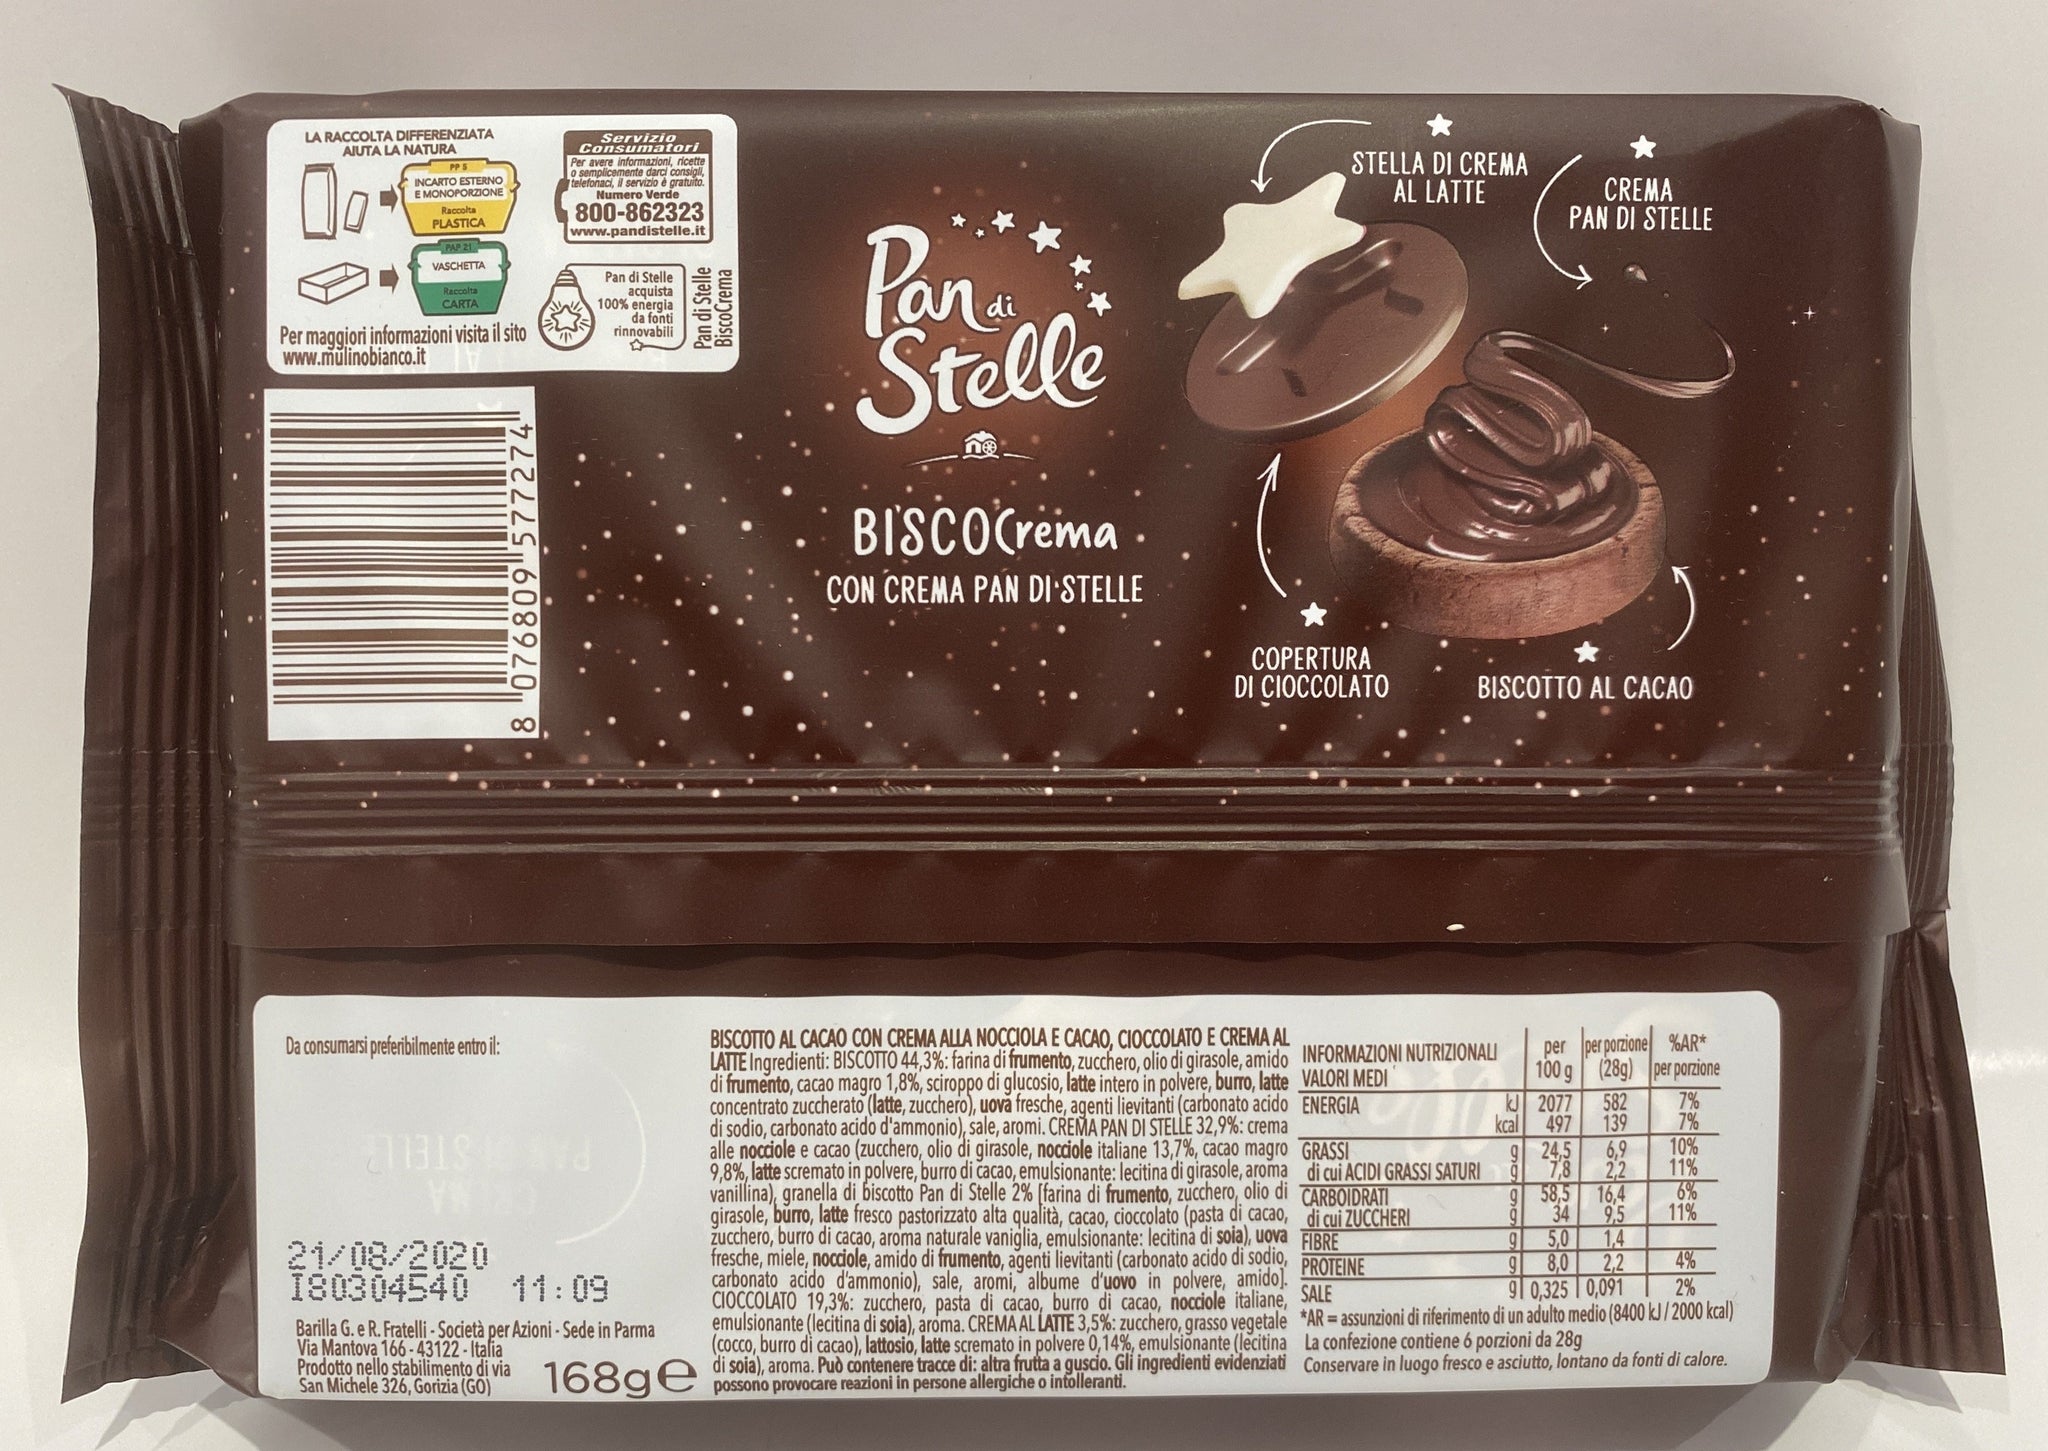 LA RACCOLTA DIFFERENZIATA
AIUTA LA NATURA
PP 5
INCARTO ESTERNO
E MONOPORZIONE
Raccolta
PLASTICA
PAP 21
VASCHETTA
Raccolta
CARTA
Per maggiori informazioni visita il sito
www.mulinobianco.it
Servizio
Consumatori
Per avere informazioni, ricette
o semplicemente darci consigli,
telefonaci, il servizio è gratuito.
Numero Verde
800-862323
www.pandistelle.it
Pan di Stelle
acquista
100% energia
da fonti
rinnovabili
Pan di Stelle
BiscoCrema
8 076809 577274
Pan di
Stelle
BISCOCrema
CON CREMA PAN DI STELLE
STELLA DI CREMA
AL LATTE
CREMA
PAN DI STELLE
COPERTURA
DI CIOCCOLATO
BISCOTTO AL CACAO
Da consumarsi preferibilmente entro il:
21/08/2020
I80304540 11:09
Barilla G. e R. Fratelli - Società per Azioni - Sede in Parma
Via Mantova 166 - 43122 - Italia
Prodotto nello stabilimento di via
San Michele 326, Gorizia (GO)
168g e
BISCOTTO AL CACAO CON CREMA ALLA NOCCIOLA E CACAO, CIOCCOLATO E CREMA AL
LATTE Ingredienti: BISCOTTO 44,3%: farina di frumento, zucchero, olio di girasole, amido
di frumento, cacao magro 1,8%, sciroppo di glucosio, latte intero in polvere, burro, latte
concentrato zuccherato (latte, zucchero), uova fresche, agenti lievitanti (carbonato acido
di sodio, carbonato acido d'ammonio), sale, aromi. CREMA PAN DI STELLE 32,9%: crema
alle nocciole e cacao (zucchero, olio di girasole, nocciole italiane 13,7%, cacao magro
9,8%, latte scremato in polvere, burro di cacao, emulsionante: lecitina di girasole, aroma
vanillina), granella di biscotto Pan di Stelle 2% [farina di frumento, zucchero, olio di
girasole, burro, latte fresco pastorizzato alta qualità, cacao, cioccolato (pasta di cacao,
zucchero, burro di cacao, aroma naturale vaniglia, emulsionante: lecitina di soia), uova
fresche, miele, nocciole, amido di frumento, agenti lievitanti (carbonato acido di sodio,
carbonato acido d'ammonio), sale, aromi, albume d'uovo in polvere, amido].
CIOCCOLATO 19,3%: zucchero, pasta di cacao, burro di cacao, nocciole italiane,
emulsionante (lecitina di soia), aroma. CREMA AL LATTE 3,5%: zucchero, grasso vegetale
(cocco, burro di cacao), lattosio, latte scremato in polvere 0,14%, emulsionante (lecitina
di soia), aroma. Può contenere tracce di: altra frutta a guscio. Gli ingredienti evidenziati
possono provocare reazioni in persone allergiche o intolleranti.
INFORMAZIONI NUTRIZIONALI per per porzione %AR*
VALORI MEDI 100 g (28g) per porzione
ENERGIA kJ 2077 582 7%
kcal 497 139 7%
GRASSI g 24,5 6,9 10%
di cui ACIDI GRASSI SATURI g 7,8 2,2 11%
CARBOIDRATI g 58,5 16,4 6%
di cui ZUCCHERI g 34 9,5 11%
FIBRE g 5,0 1,4
PROTEINE g 8,0 2,2 4%
SALE g 0,325 0,091 2%
*AR = assunzioni di riferimento di un adulto medio (8400 kJ / 2000 kcal)
La confezione contiene 6 porzioni da 28g
Conservare in luogo fresco e asciutto, lontano da fonti di calore.